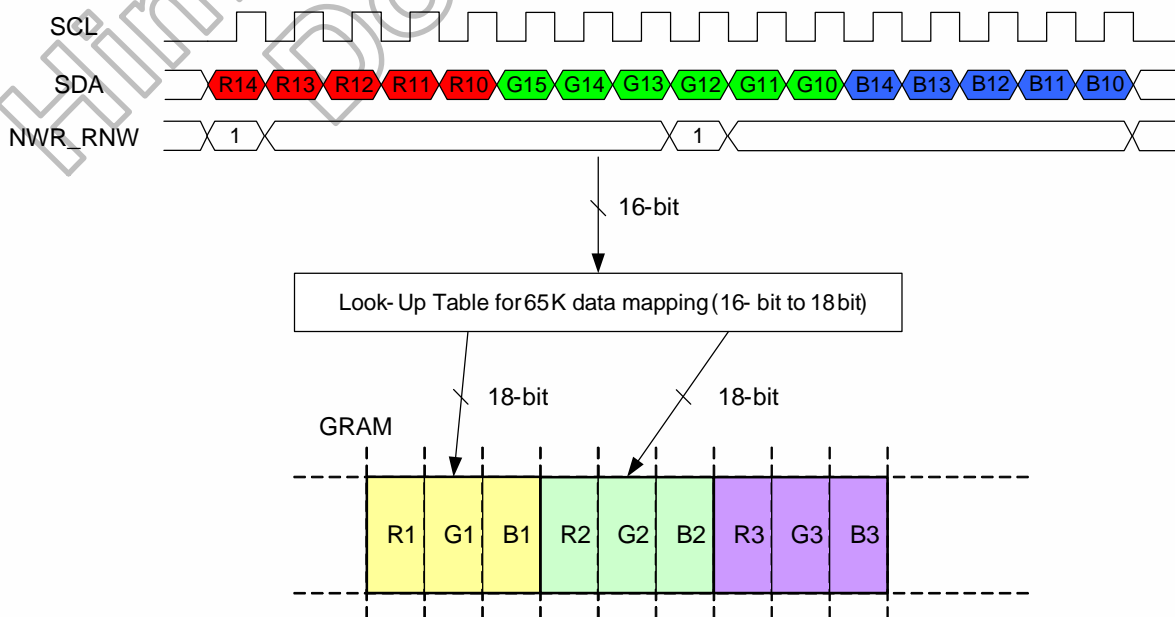 SCL
SDA R14 R13 R12 R11 R10 G15 G14 G13 G12 G11 G10 B14 B13 B12 B11 B10
NWR_RNW 1 1
16-bit
Look-Up Table for 65K data mapping (16- bit to 18 bit)
18-bit 18-bit
GRAM
R1 G1 B1 R2 G2 B2 R3 G3 B3